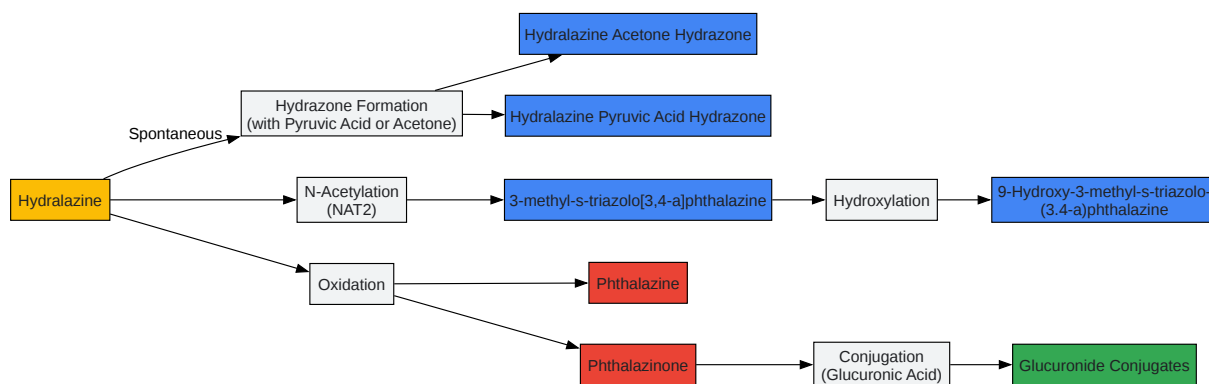 Hydralazine Acetone Hydrazone
Hydrazone Formation
(with Pyruvic Acid or Acetone)
Hydralazine Pyruvic Acid Hydrazone
Spontaneous
Hydralazine
N-Acetylation
(NAT2)
3-methyl-s-triazolo[3,4-a]phthalazine
Hydroxylation
9-Hydroxy-3-methyl-s-triazolo-
(3.4-a)phthalazine
Oxidation
Phthalazine
Phthalazinone
Conjugation
(Glucuronic Acid)
Glucuronide Conjugates